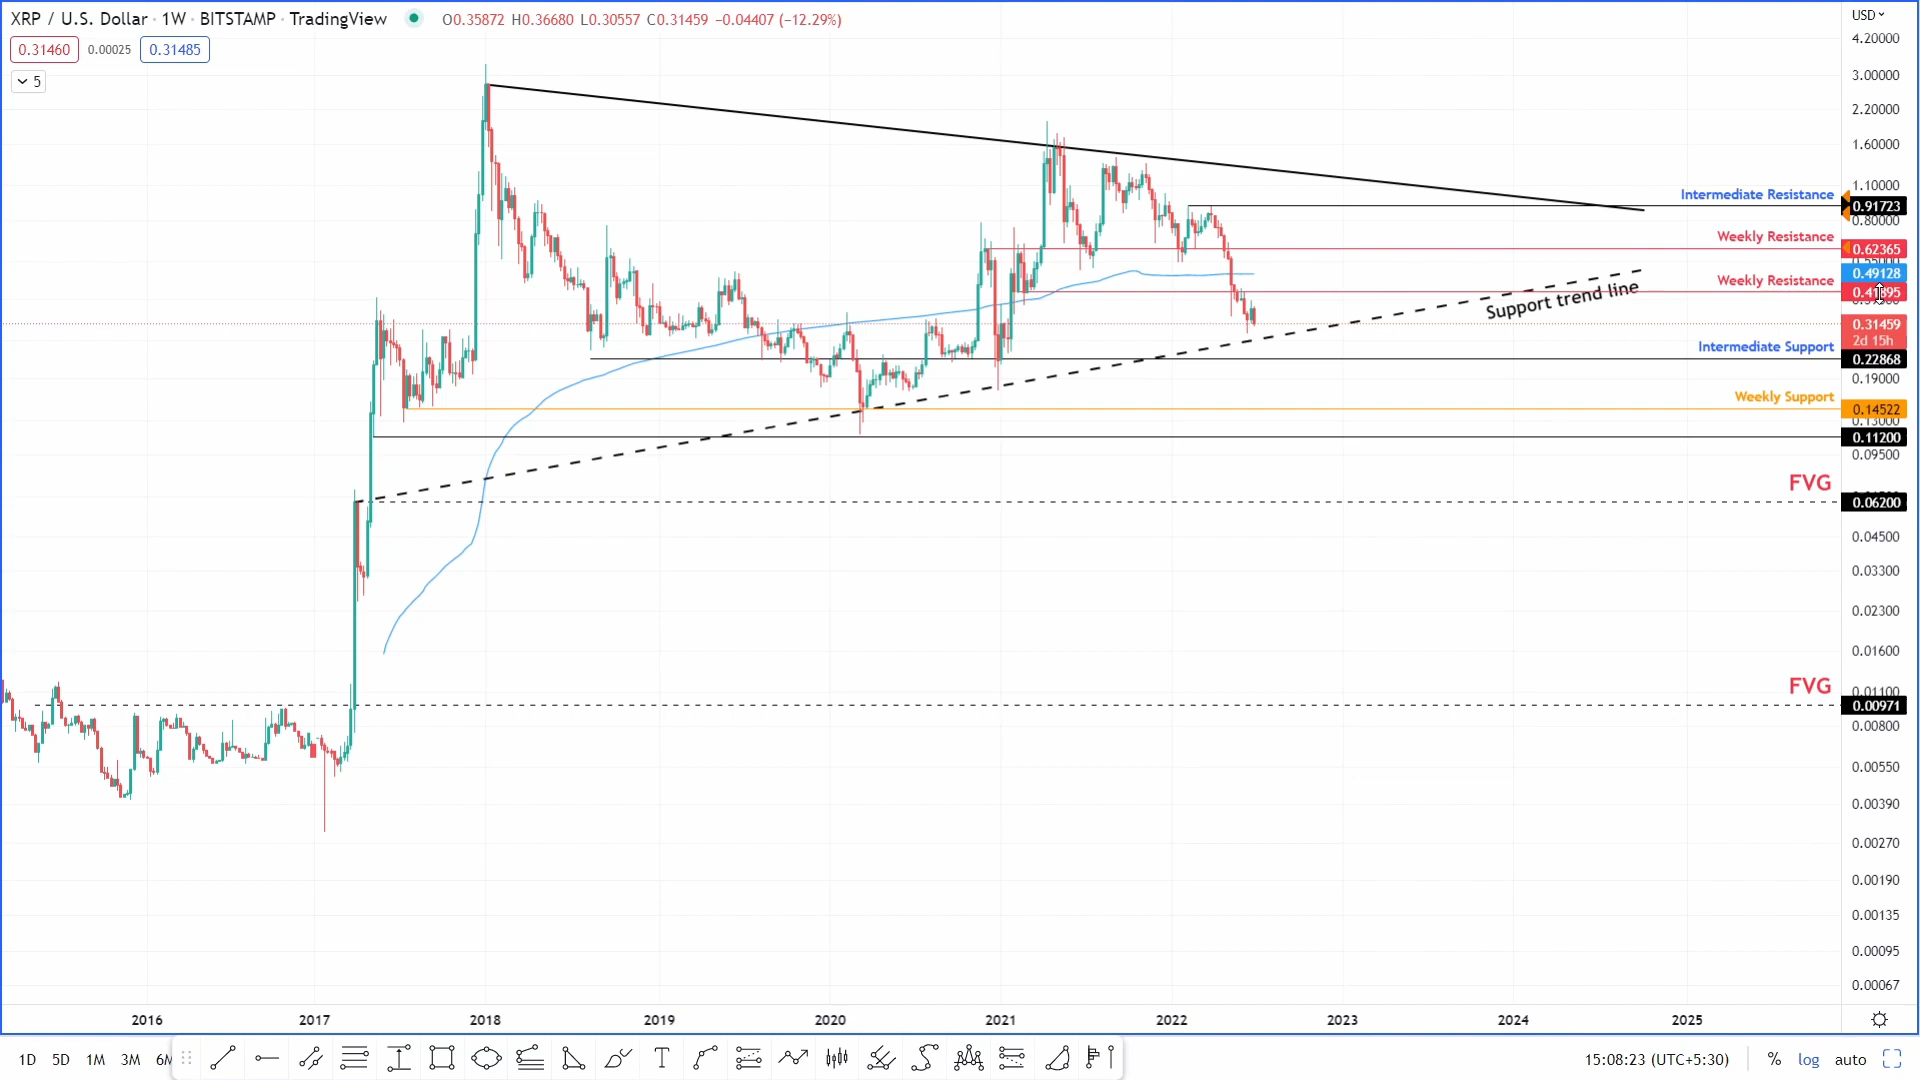 XRP / U.S. Dollar · 1W · BITSTAMP · TradingView O0.35872 H0.36680 L0.30557 C0.31459 −0.04407 (−12.29%)
0.31460 0.00025 0.31485
5
USD
4.20000
3.00000
2.20000
1.60000
1.10000
Intermediate Resistance
0.91723
0.80000
Weekly Resistance
0.62365
0.49128
Weekly Resistance
Support trend line
0.31459
2d 15h
Intermediate Support
0.22868
0.19000
Weekly Support
0.14522
0.13000
0.11200
0.09500
FVG
0.06200
0.04500
0.03300
0.02300
0.01600
FVG
0.01100
0.00971
0.00800
0.00550
0.00390
0.00270
0.00190
0.00135
0.00095
0.00067
2016 2017 2018 2019 2020 2021 2022 2023 2024 2025
1D 5D 1M 3M 15:08:23 (UTC+5:30) % log auto